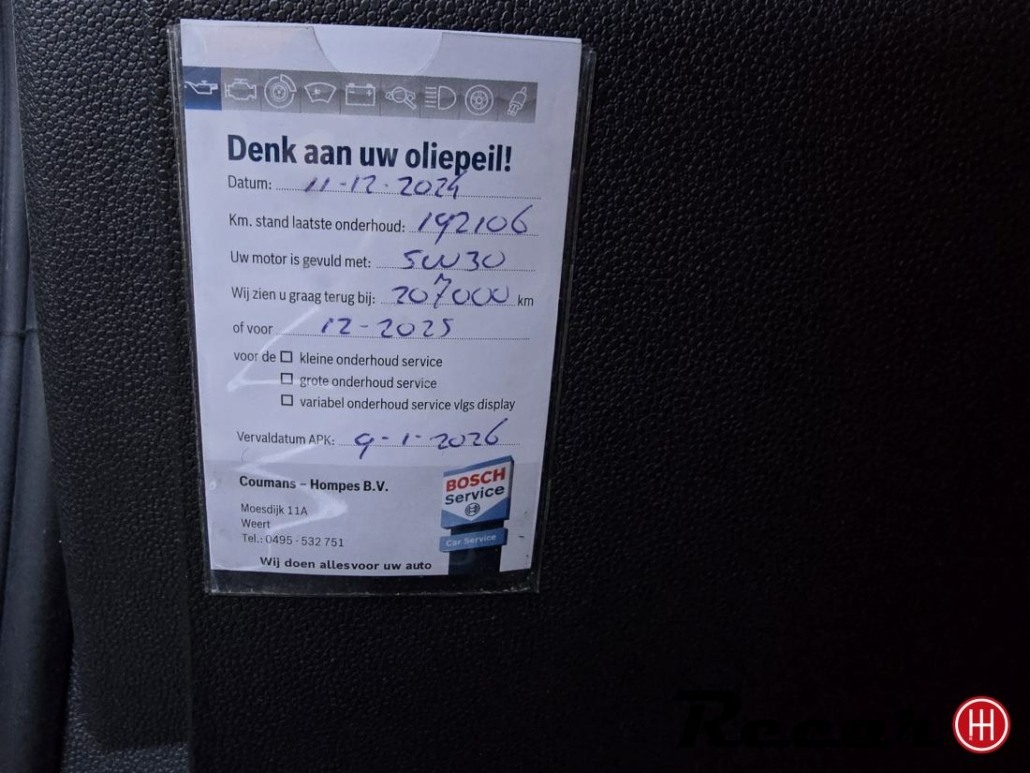 Denk aan uw oliepeil!
Datum: 11-12-2024
Km. stand laatste onderhoud: 192106
Uw motor is gevuld met: 5W30
Wij zien u graag terug bij: 207000 km
of voor 12-2025
voor de kleine onderhoud service
grote onderhoud service
variabel onderhoud service vlgs display
Vervaldatum APK: 9-1-2026
Coumans – Hompes B.V.
Moesdijk 11A
Weert
Tel.: 0495 - 532 751
Wij doen allesvoor uw auto
BOSCH
Service
Car Service